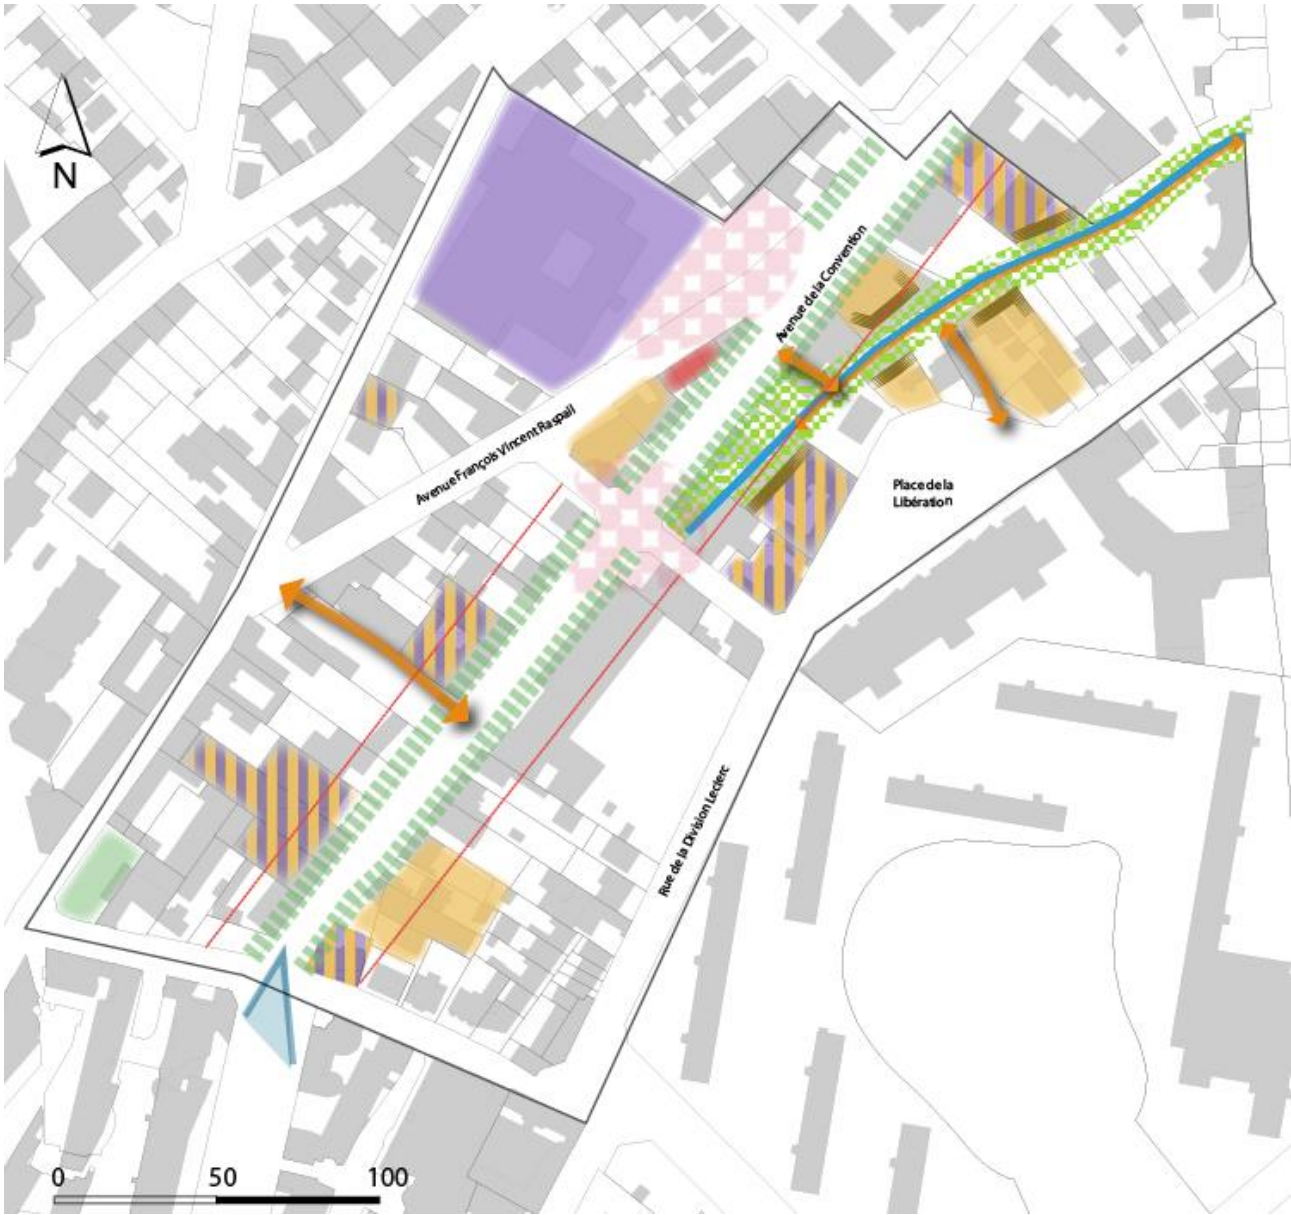 N
Avenue de la Convention
Avenue François Vincent Raspail
Place de la
Libération
Rue de la Division Leclerc
0 50 100